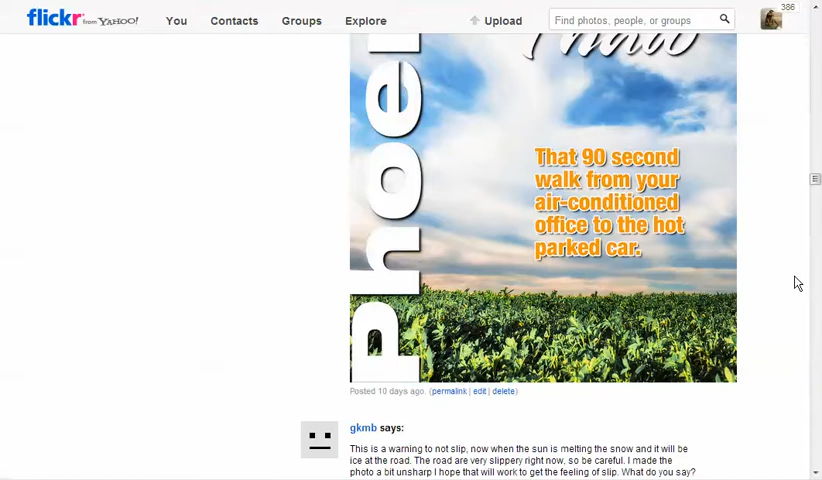 flickr from YAHOO!
You
Contacts
Groups
Explore
Upload
Find photos, people, or groups
386
Thaw
Phoe
That 90 second
walk from your
air-conditioned
office to the hot
parked car.
Posted 10 days ago. (permalink | edit | delete)
gkmb says:
This is a warning to not slip, now when the sun is melting the snow and it will be
ice at the road. The road are very slippery right now, so be careful. I made the
photo a bit unsharp I hope that will work to get the feeling of slip. What do you say?